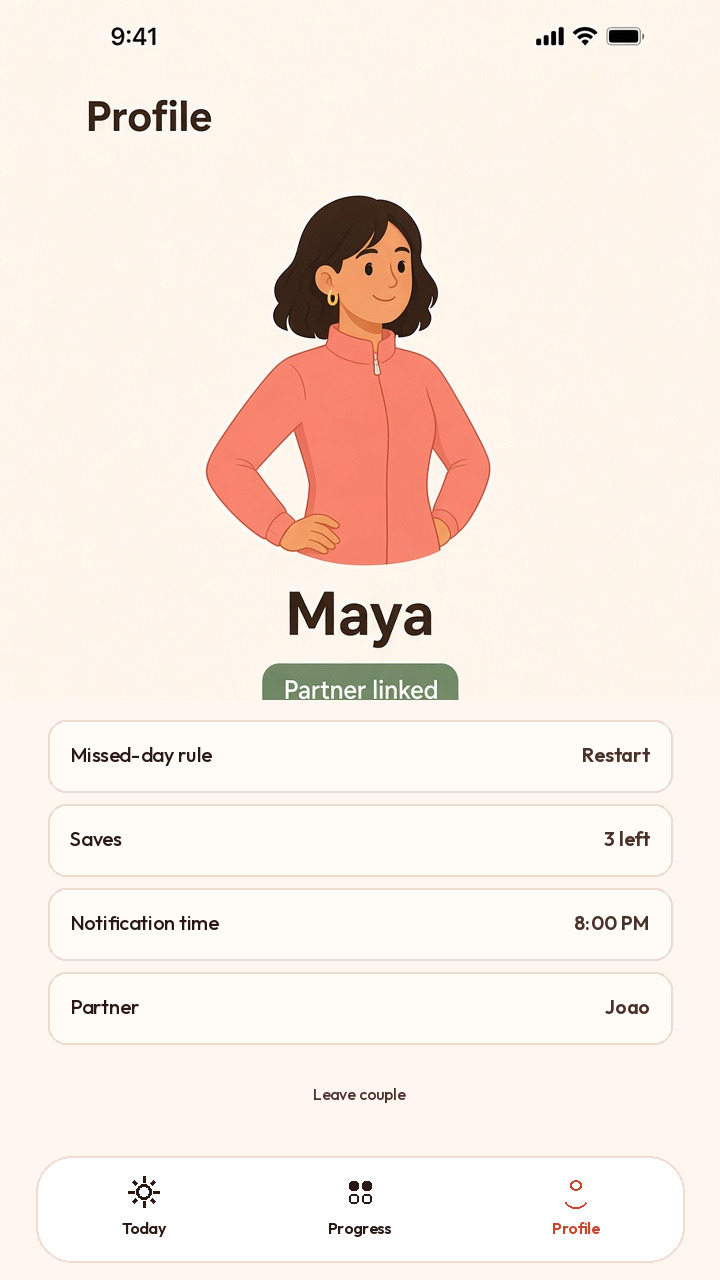 9:41
Profile
Maya
Partner linked
Missed-day rule Restart
Saves 3 left
Notification time 8:00 PM
Partner Joao
Leave couple
Today Progress Profile